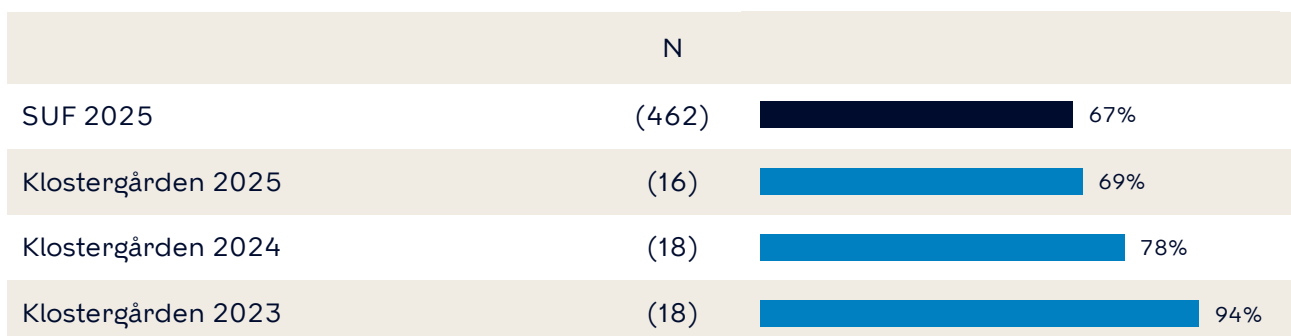 N
SUF 2025 (462) 67%
Klostergården 2025 (16) 69%
Klostergården 2024 (18) 78%
Klostergården 2023 (18) 94%